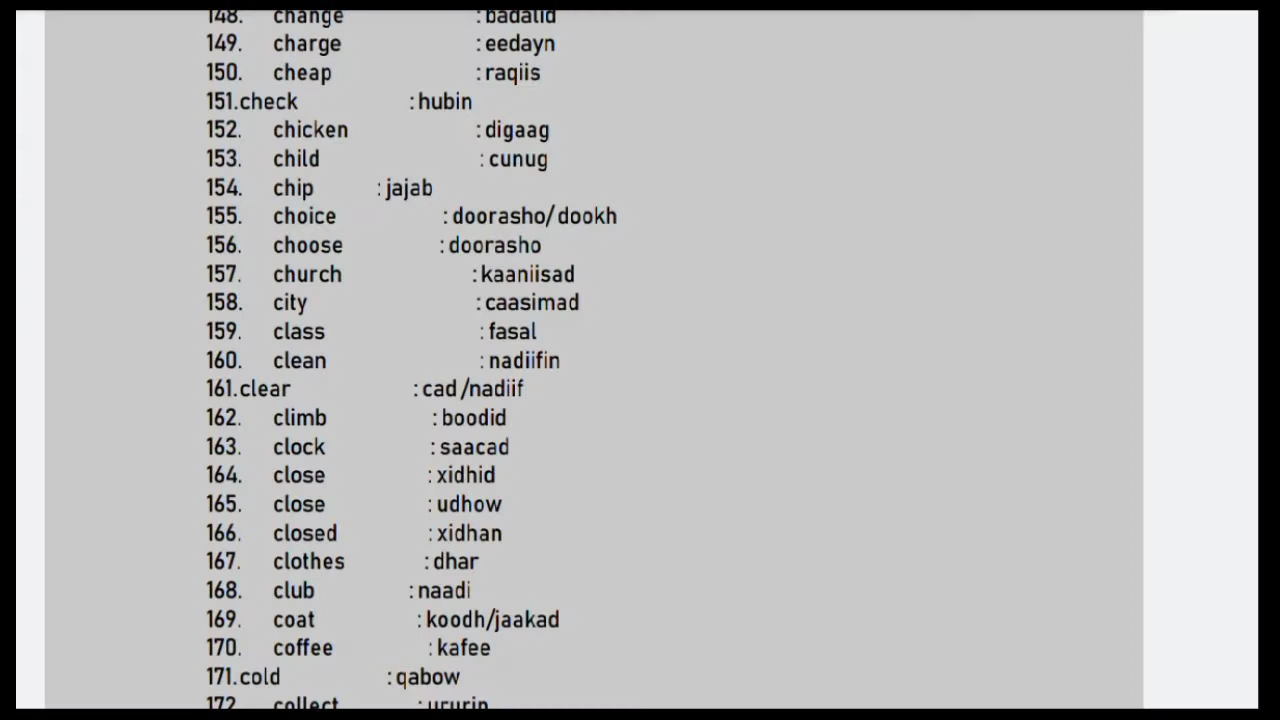 148. change : badalid
149. charge : eedayn
150. cheap : raqiis
151.check : hubin
152. chicken : digaag
153. child : cunug
154. chip : jajab
155. choice : doorasho/dookh
156. choose : doorasho
157. church : kaaniisad
158. city : caasimad
159. class : fasal
160. clean : nadiifin
161.clear : cad/nadiif
162. climb : boodid
163. clock : saacad
164. close : xidhid
165. close : udhow
166. closed : xidhan
167. clothes : dhar
168. club : naadi
169. coat : koodh/jaakad
170. coffee : kafee
171.cold : qabow
172. collect : ururin